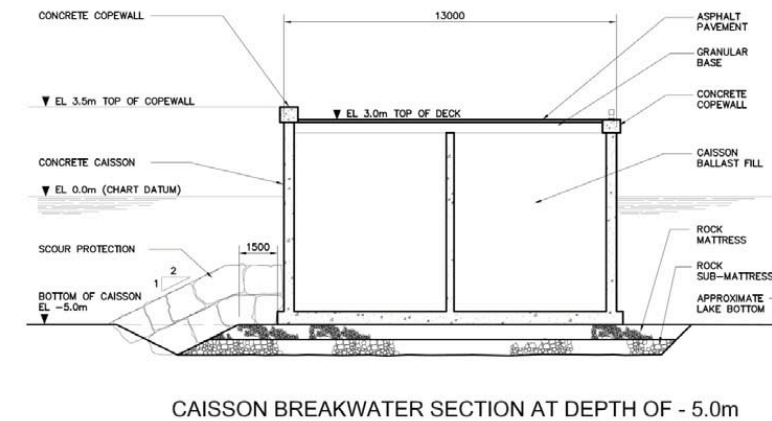 CONCRETE COPEWALL
13000
ASPHALT
PAVEMENT
GRANULAR
BASE
EL 3.5m TOP OF COPEWALL
EL 3.0m TOP OF DECK
CONCRETE
COPEWALL
CONCRETE CAISSON
CAISSON
BALLAST FILL
EL 0.0m (CHART DATUM)
SCOUR PROTECTION
1500
ROCK
MATTRESS
2
1
ROCK
SUB-MATTRESS
BOTTOM OF CAISSON
EL -5.0m
APPROXIMATE -
LAKE BOTTOM
CAISSON BREAKWATER SECTION AT DEPTH OF - 5.0m